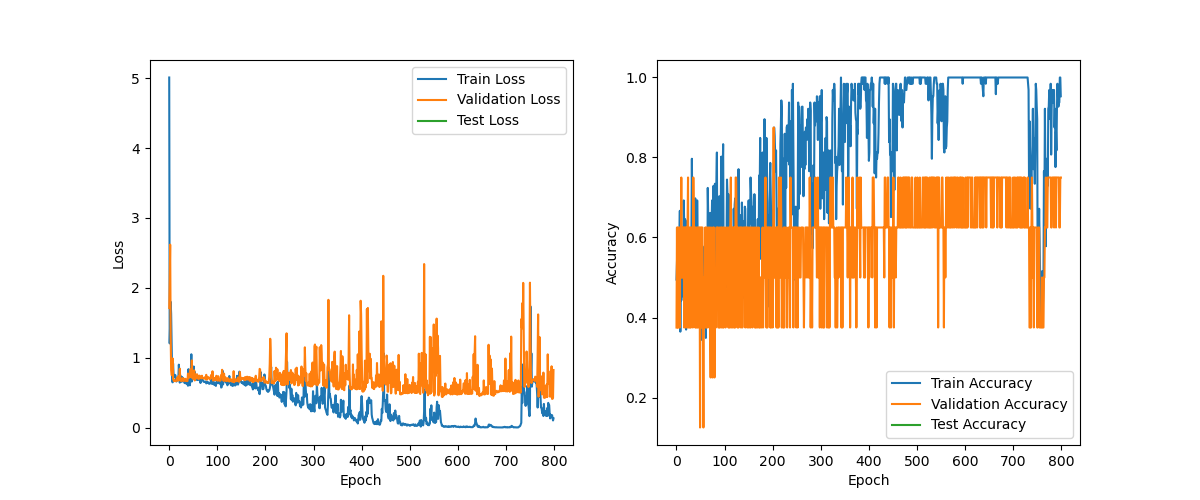 5
4
3
2
1
0
Loss
0 100 200 300 400 500 600 700 800
Epoch
Train Loss
Validation Loss
Test Loss
1.0
0.8
0.6
0.4
0.2
Accuracy
0 100 200 300 400 500 600 700 800
Epoch
Train Accuracy
Validation Accuracy
Test Accuracy